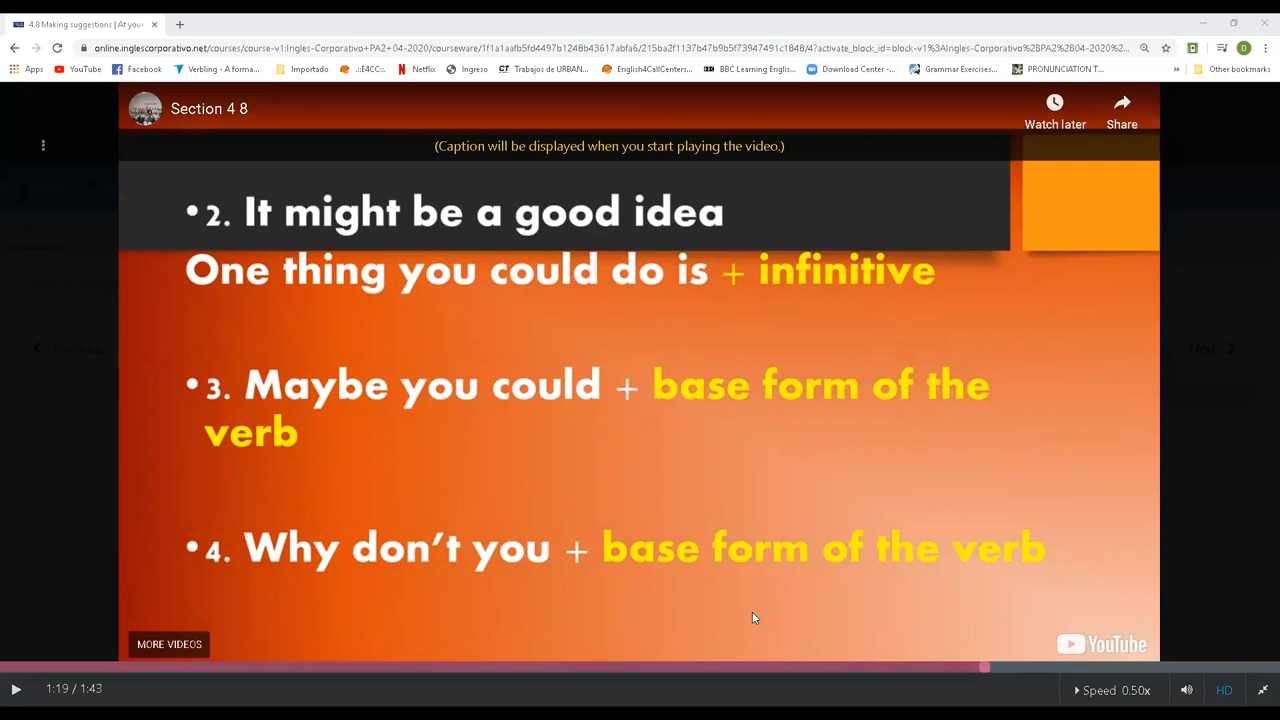 4.8 Making suggestions | At your
online.inglescorporativo.net/courses/course-v1:Ingles-Corporativo+PA2+04-2020/courseware/1f1a1aafb5fd4497b1248b43617abfa6/215ba2f1137b47b9b5f73947491c1848/4?activate_block_id=block-v1%3AIngles-Corporativo%2BPA2%2B04-2020%...
Apps YouTube Facebook Verbling - A forma... Importado .::E4CC::. Netflix Ingreso Trabajos de URBAN... English4CallCenters... BBC Learning Englis... Download Center -... Grammar Exercises... PRONUNCIATION T... » Other bookmarks
Section 4 8
Watch later Share
(Caption will be displayed when you start playing the video.)
• 2. It might be a good idea
One thing you could do is + infinitive
Previous Next
• 3. Maybe you could + base form of the
verb
• 4. Why don't you + base form of the verb
MORE VIDEOS
YouTube
1:19 / 1:43
Speed 0.50x
HD